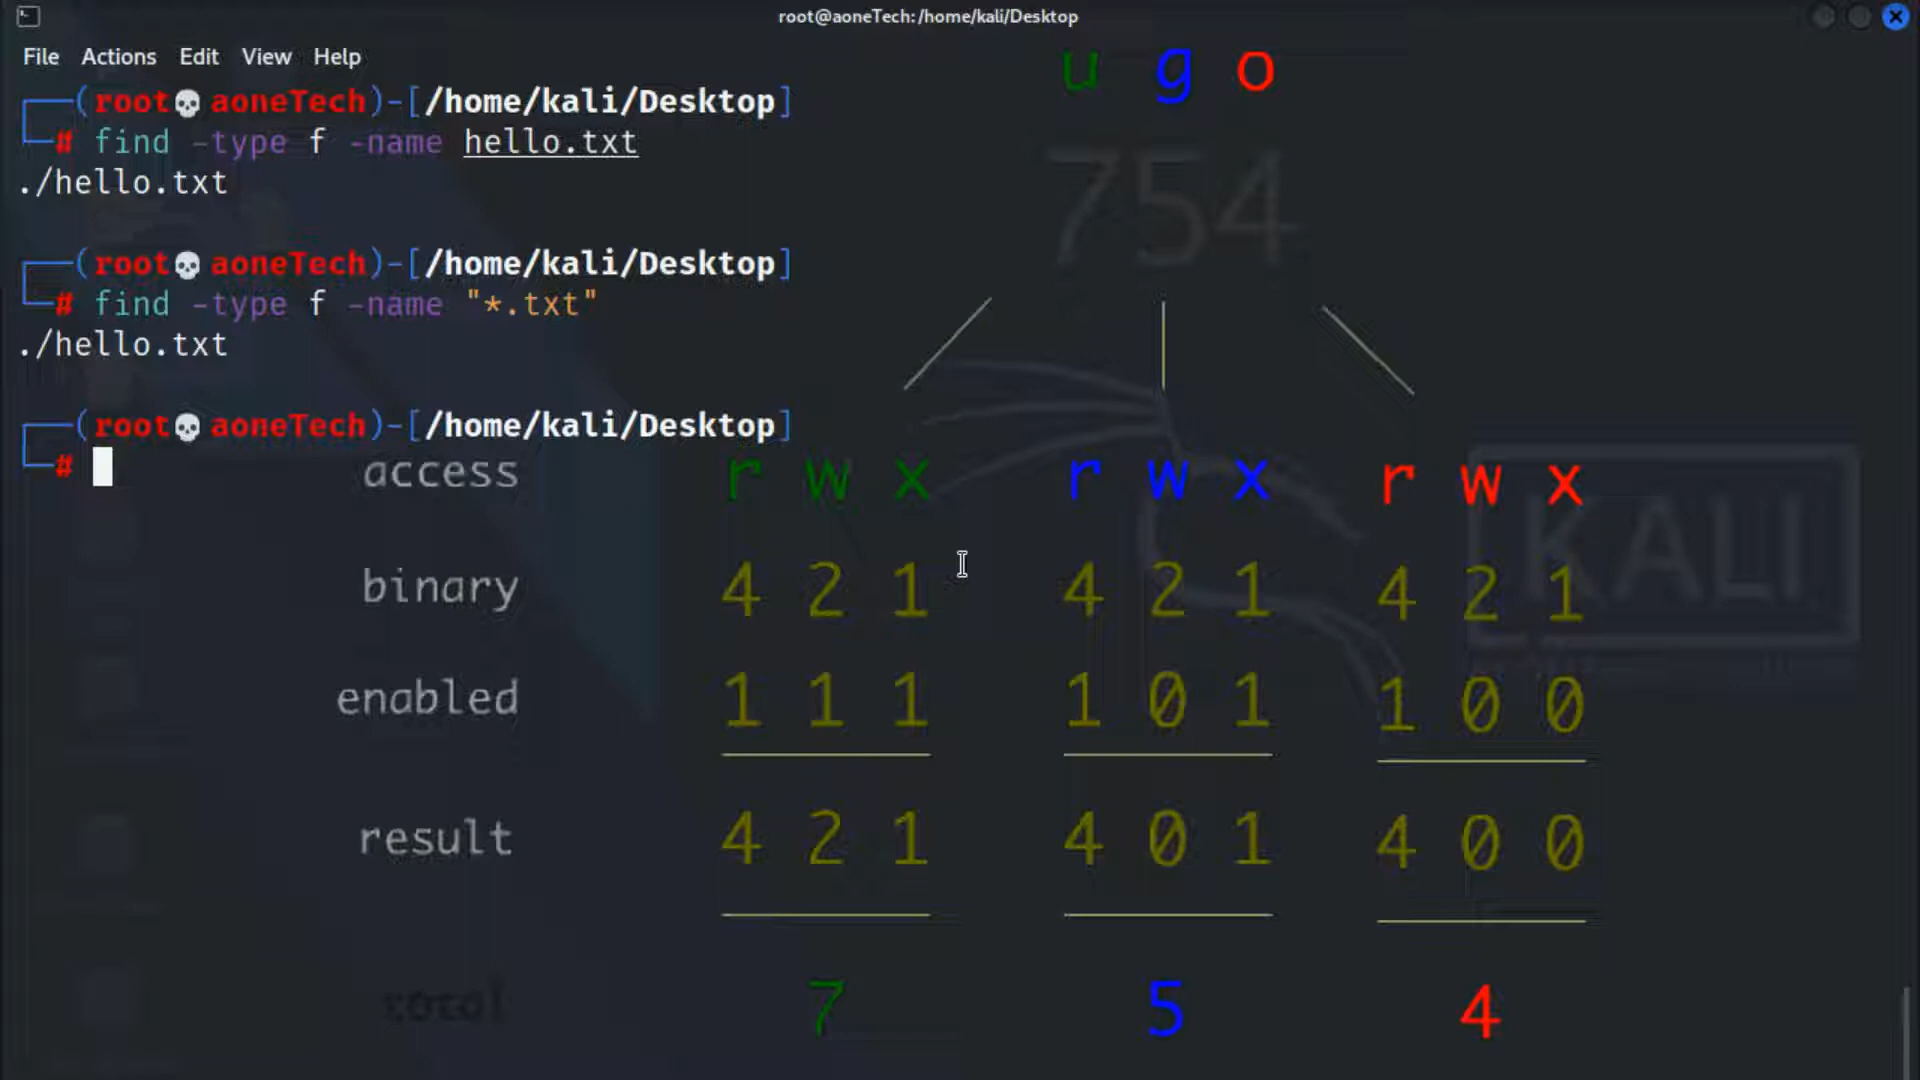 root@aoneTech: /home/kali/Desktop
File Actions Edit View Help
u g o
┌──(root💀aoneTech)-[/home/kali/Desktop]
└─# find -type f -name hello.txt
./hello.txt
754
┌──(root💀aoneTech)-[/home/kali/Desktop]
└─# find -type f -name "*.txt"
./hello.txt
┌──(root💀aoneTech)-[/home/kali/Desktop]
└─#
access r w x r w x r w x
KALI
binary 4 2 1 4 2 1 4 2 1
enabled 1 1 1 1 0 1 1 0 0
result 4 2 1 4 0 1 4 0 0
total 7 5 4